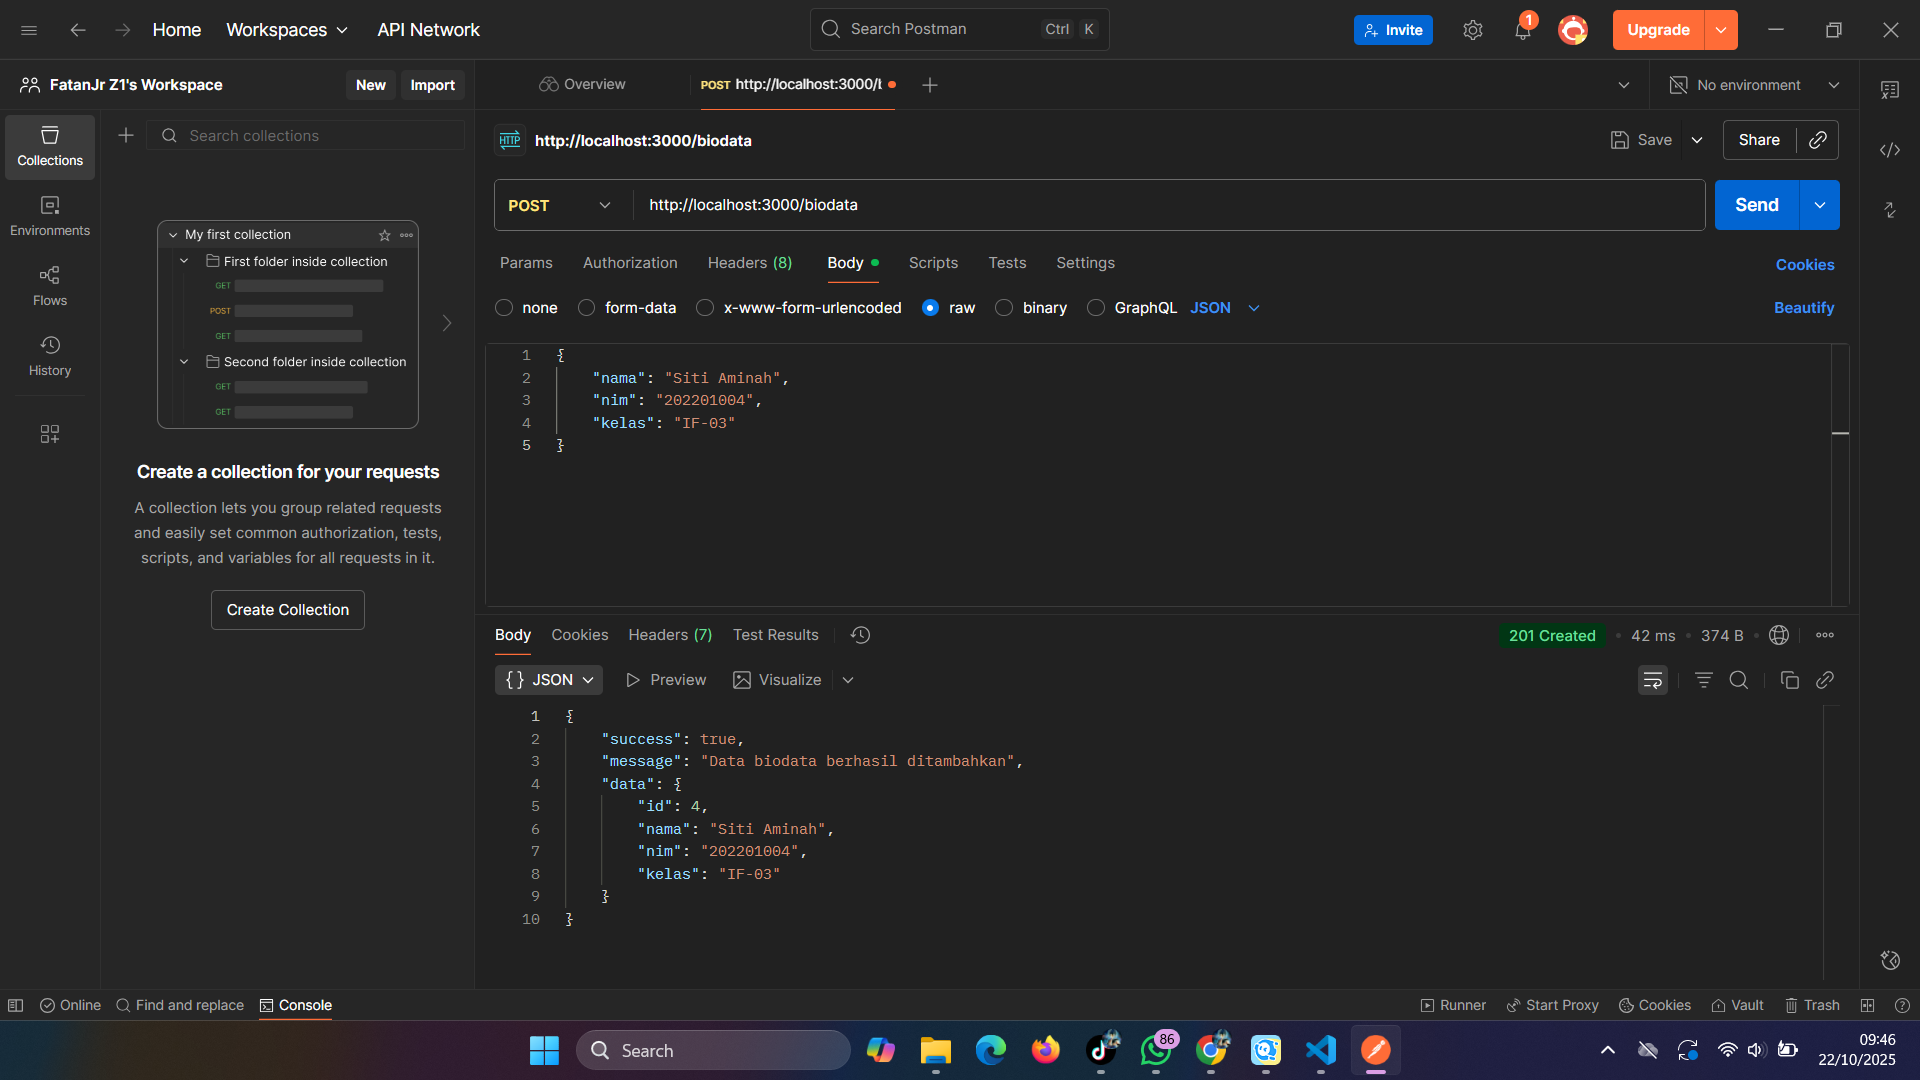 Home
Workspaces
API Network
Search Postman
Ctrl K
Invite
1
Upgrade
FatanJr Z1's Workspace
New
Import
Overview
POST http://localhost:3000/b
No environment
Collections
Search collections
HTTP
http://localhost:3000/biodata
Save
Share
POST
http://localhost:3000/biodata
Send
Environments
Flows
History
My first collection
First folder inside collection
GET
POST
GET
Second folder inside collection
GET
GET
Create a collection for your requests
A collection lets you group related requests
and easily set common authorization, tests,
scripts, and variables for all requests in it.
Create Collection
Params
Authorization
Headers (8)
Body
Scripts
Tests
Settings
Cookies
none
form-data
x-www-form-urlencoded
raw
binary
GraphQL
JSON
Beautify
1 {
2 "nama": "Siti Aminah",
3 "nim": "202201004",
4 "kelas": "IF-03"
5 }
Body
Cookies
Headers (7)
Test Results
201 Created
42 ms
374 B
{} JSON
Preview
Visualize
1 {
2 "success": true,
3 "message": "Data biodata berhasil ditambahkan",
4 "data": {
5 "id": 4,
6 "nama": "Siti Aminah",
7 "nim": "202201004",
8 "kelas": "IF-03"
9 }
10 }
Online
Find and replace
Console
Runner
Start Proxy
Cookies
Vault
Trash
Search
86
09:46
22/10/2025